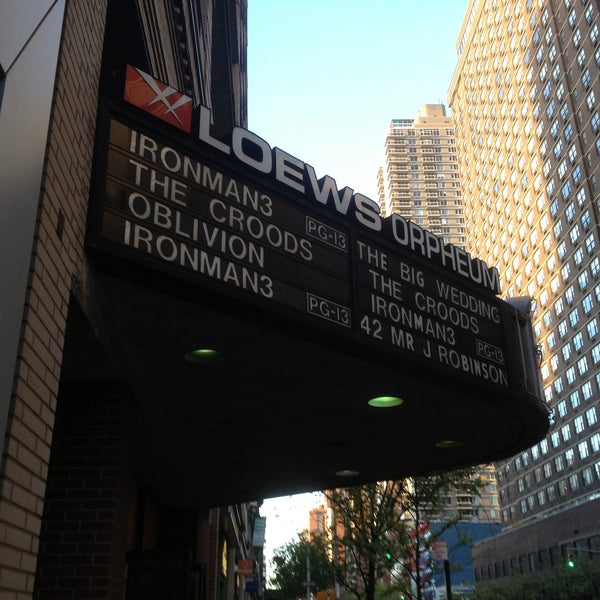 LOEWS ORPHEUM
IRONMAN3
THE CROODS PG-13
OBLIVION
IRONMAN3 PG-13
THE BIG WEDDING
THE CROODS
IRONMAN3 PG-13
42 MR J ROBINSON